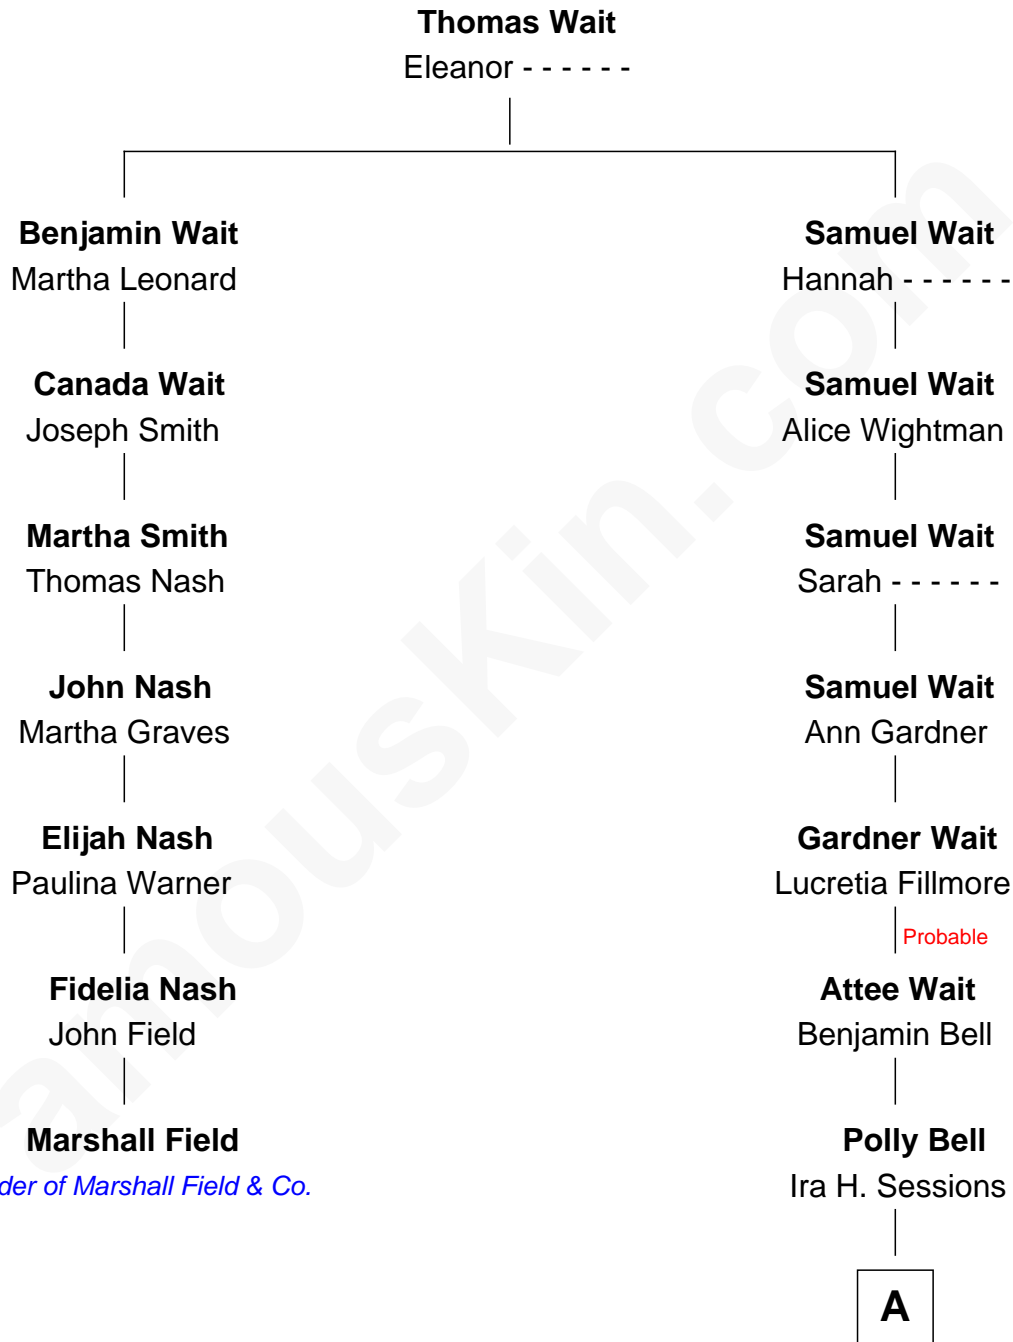 Thomas Wait
Eleanor - - - - - -
Benjamin Wait
Martha Leonard
Samuel Wait
Hannah - - - - - -
Canada Wait
Joseph Smith
Samuel Wait
Alice Wightman
Martha Smith
Thomas Nash
Samuel Wait
Sarah - - - - - -
John Nash
Martha Graves
Samuel Wait
Ann Gardner
Elijah Nash
Paulina Warner
Gardner Wait
Lucretia Fillmore
Probable
Fidelia Nash
John Field
Attee Wait
Benjamin Bell
Marshall Field
der of Marshall Field & Co.
Polly Bell
Ira H. Sessions
A
amouskin.com